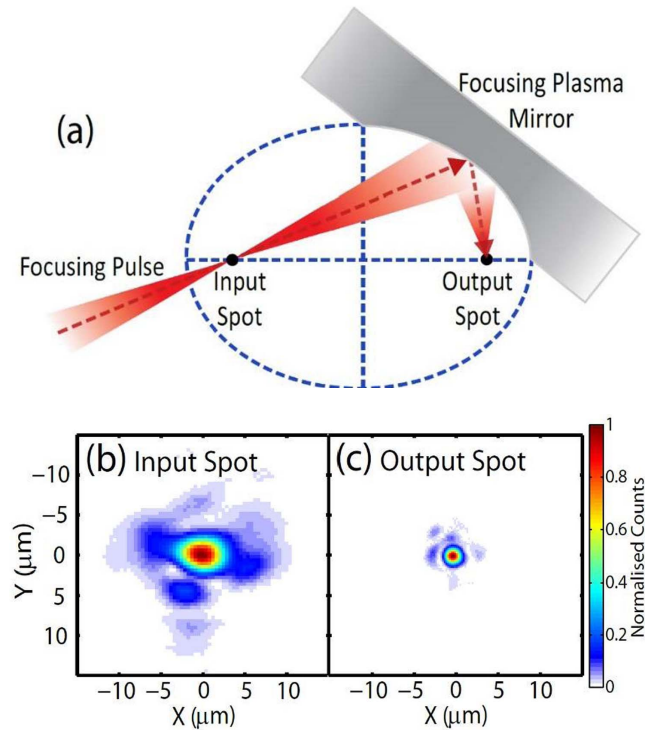 (a)
Focusing Plasma
Mirror
Focusing Pulse
Input
Spot
Output
Spot
(b) Input Spot
(c) Output Spot
−10
−5
0
5
10
Y (μm)
−10 −5 0 5 10
X (μm)
−10 −5 0 5 10
X (μm)
1
0.8
0.6
0.4
0.2
0
Normalised Counts